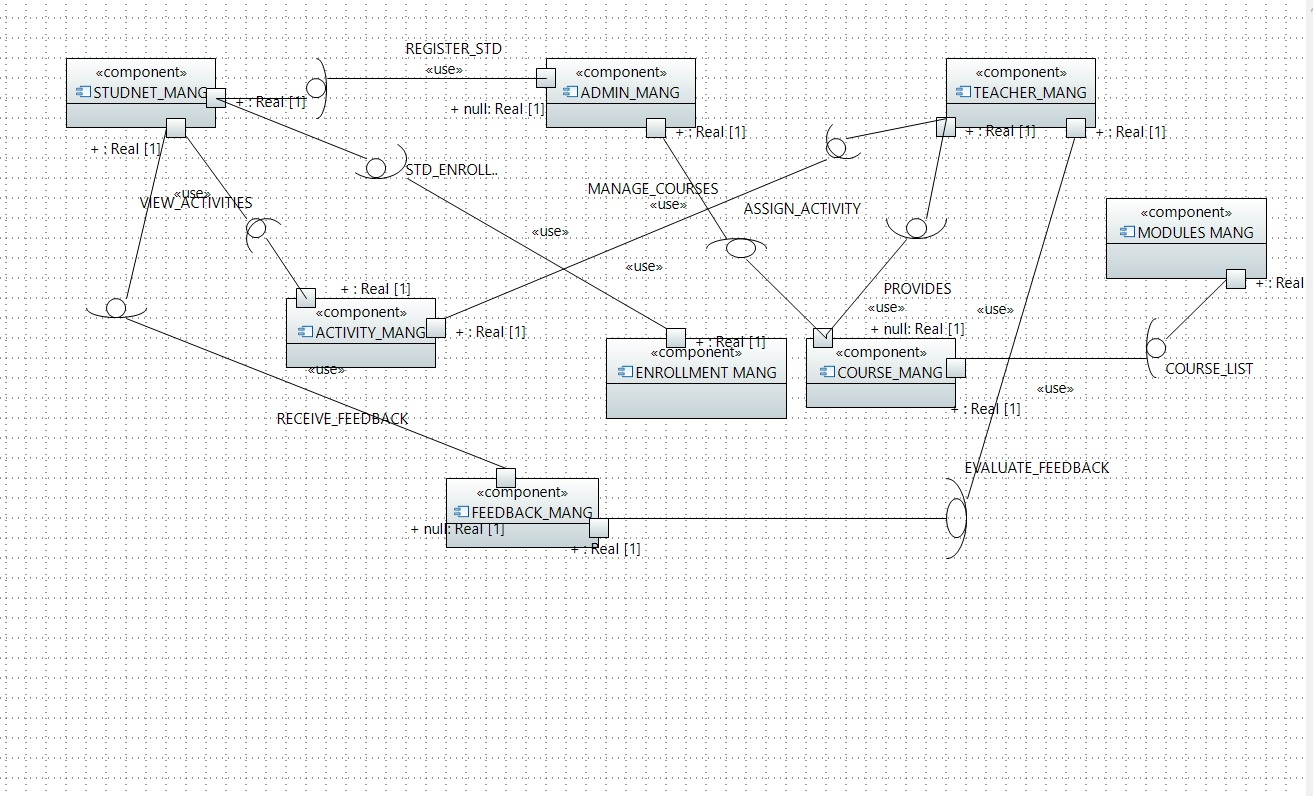 REGISTER_STD
«use»
«component»
STUDNET_MANG
+ : Real [1]
+ : Real [1]
«component»
ADMIN_MANG
+ null: Real [1]
+ : Real [1]
«component»
TEACHER_MANG
+ : Real [1]
+ : Real [1]
STD_ENROLL..
«use»
VIEW_ACTIVITIES
MANAGE_COURSES
«use»
ASSIGN_ACTIVITY
«component»
MODULES MANG
+ : Real
«use»
«use»
+ : Real [1]
«component»
ACTIVITY_MANG
+ : Real [1]
PROVIDES
«use»
«use»
+ null: Real [1]
+ : Real [1]
«component»
ENROLLMENT MANG
«component»
COURSE_MANG
+ : Real [1]
COURSE_LIST
«use»
«use»
RECEIVE_FEEDBACK
EVALUATE_FEEDBACK
«component»
FEEDBACK_MANG
+ null: Real [1]
+ : Real [1]